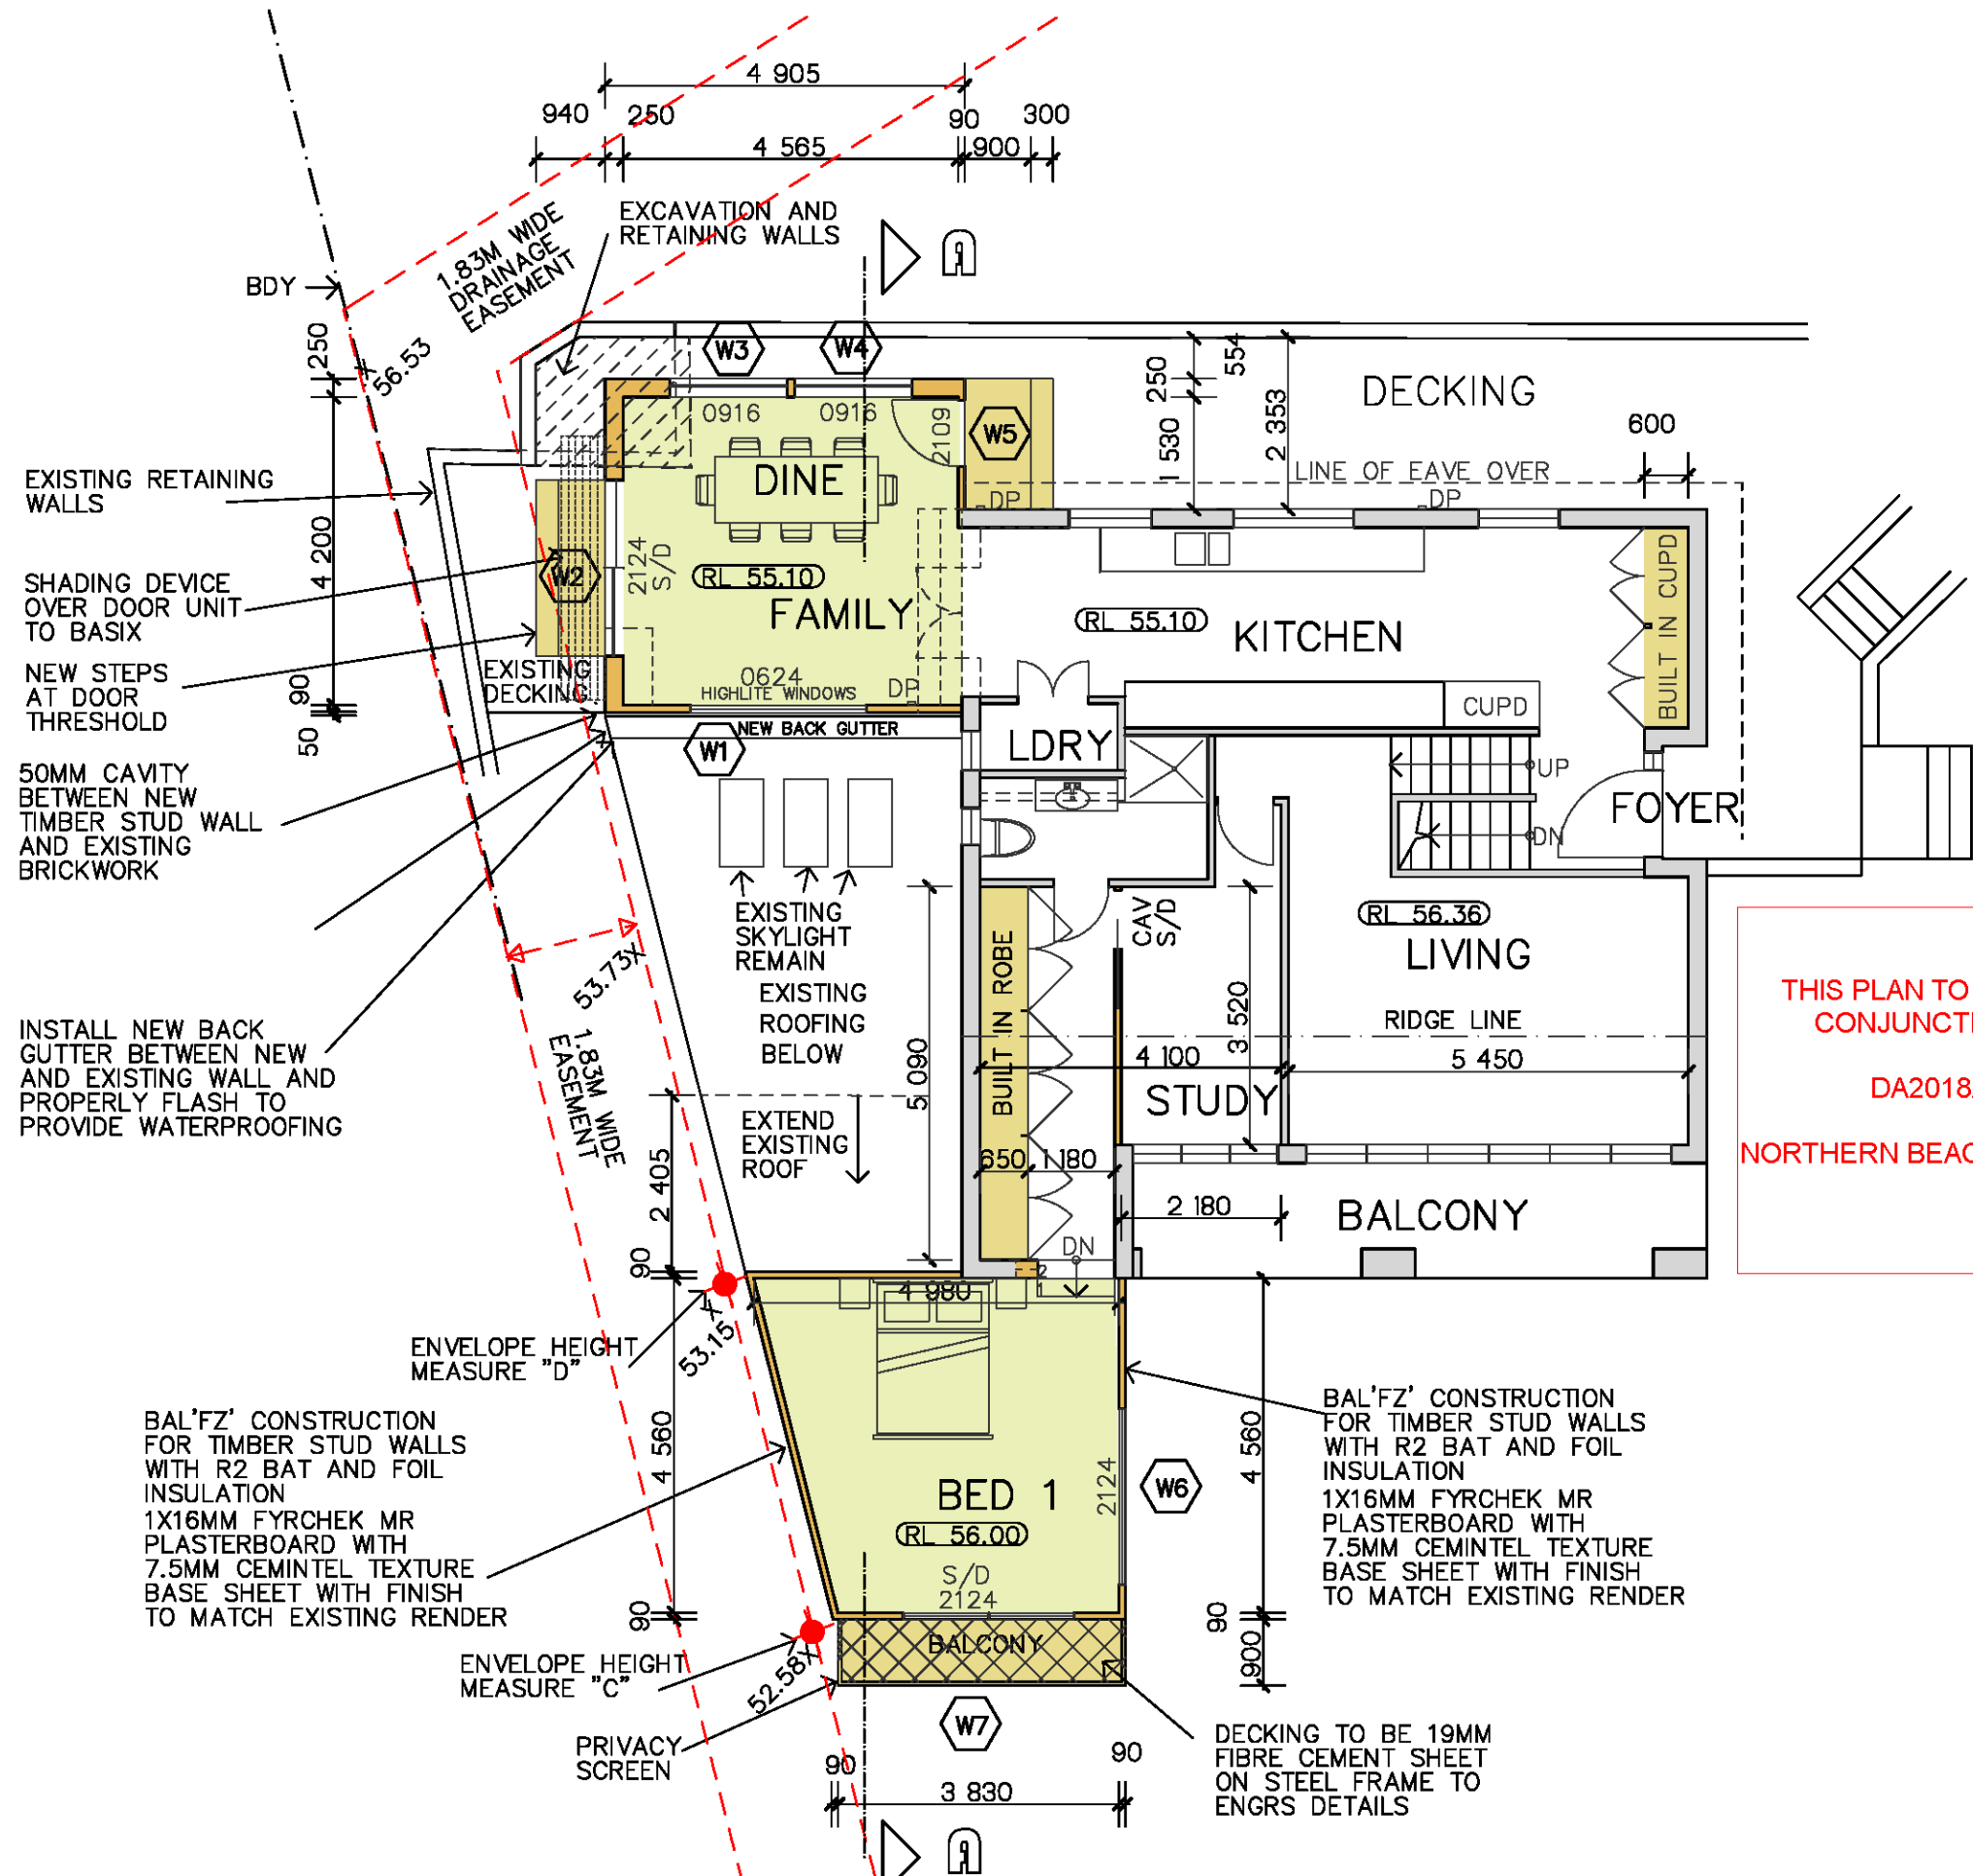 4 905
940
250
4 565
90
900
300
EXCAVATION AND
RETAINING WALLS
A
1.83M WIDE
DRAINAGE
EASEMENT
BDY
250
56.53
W3
W4
0916
0916
2109
W5
250
1 530
554
2 353
DECKING
600
LINE OF EAVE OVER
DP
DP
EXISTING RETAINING
WALLS
4 200
DINE
2124
S/D
W2
RL 55.10
FAMILY
RL 55.10
KITCHEN
BUILT IN CUPD
SHADING DEVICE
OVER DOOR UNIT
TO BASIX
NEW STEPS
AT DOOR
THRESHOLD
EXISTING
DECKING
0624
HIGHLITE WINDOWS
DP
90
50
NEW BACK GUTTER
W1
LDRY
CUPD
UP
DN
FOYER
50MM CAVITY
BETWEEN NEW
TIMBER STUD WALL
AND EXISTING
BRICKWORK
EXISTING
SKYLIGHT
REMAIN
EXISTING
ROOFING
BELOW
CAV
S/D
RL 56.36
LIVING
RIDGE LINE
3 520
4 100
5 450
STUDY
BUILT IN ROBE
5 090
53.73
1.83M WIDE
EASEMENT
INSTALL NEW BACK
GUTTER BETWEEN NEW
AND EXISTING WALL AND
PROPERLY FLASH TO
PROVIDE WATERPROOFING
THIS PLAN TO
CONJUNCT
DA2018
NORTHERN BEAC
EXTEND
EXISTING
ROOF
2 405
650
1 180
2 180
BALCONY
DN
2
1
90
4 980
ENVELOPE HEIGHT
MEASURE "D"
53.15
4 560
BED 1
RL 56.00
S/D
2124
2124
W6
4 560
BAL'FZ' CONSTRUCTION
FOR TIMBER STUD WALLS
WITH R2 BAT AND FOIL
INSULATION
1X16MM FYRCHEK MR
PLASTERBOARD WITH
7.5MM CEMINTEL TEXTURE
BASE SHEET WITH FINISH
TO MATCH EXISTING RENDER
BAL'FZ' CONSTRUCTION
FOR TIMBER STUD WALLS
WITH R2 BAT AND FOIL
INSULATION
1X16MM FYRCHEK MR
PLASTERBOARD WITH
7.5MM CEMINTEL TEXTURE
BASE SHEET WITH FINISH
TO MATCH EXISTING RENDER
90
90
900
BALCONY
ENVELOPE HEIGHT
MEASURE "C"
52.58
W7
PRIVACY
SCREEN
90
3 830
90
DECKING TO BE 19MM
FIBRE CEMENT SHEET
ON STEEL FRAME TO
ENGRS DETAILS
A